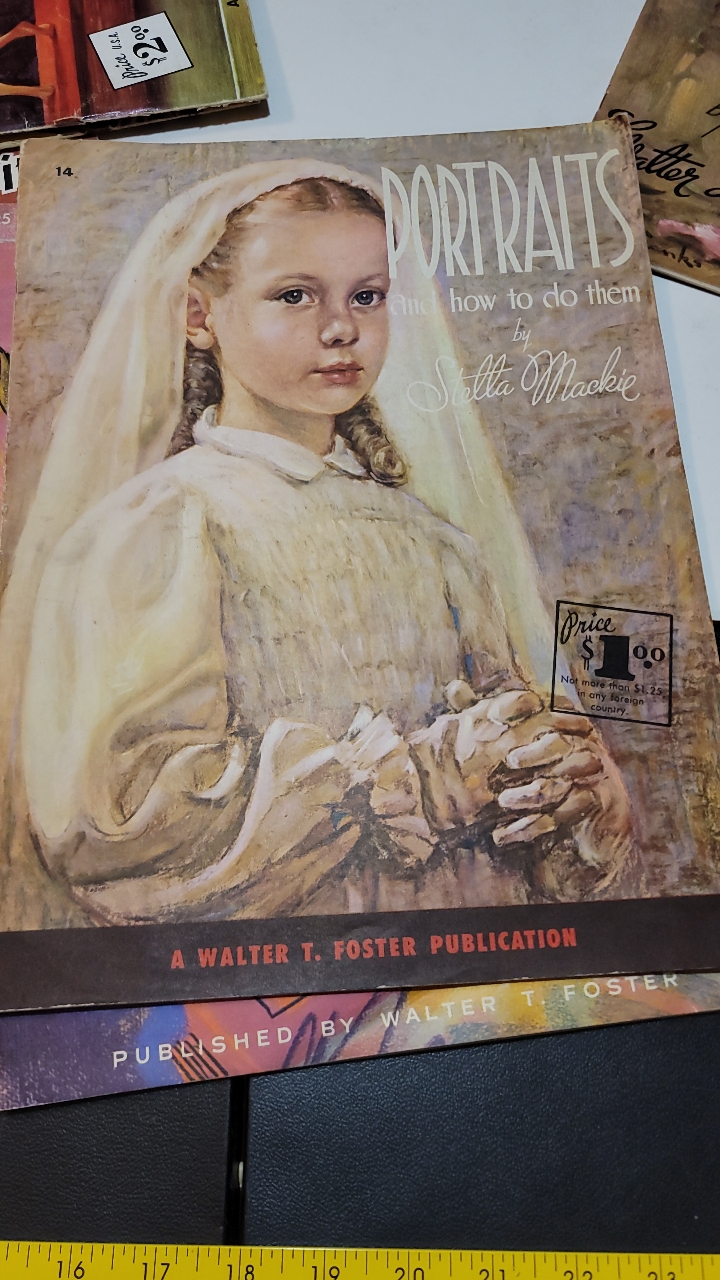 Price U.S.A.
$2.00
14
PORTRAITS
and how to do them
by
Stella Mackie
Price
$1.00
Not more than $1.25
in any foreign
country.
A WALTER T. FOSTER PUBLICATION
PUBLISHED BY WALTER T. FOSTER
16 17 18 19 20 21 22 23